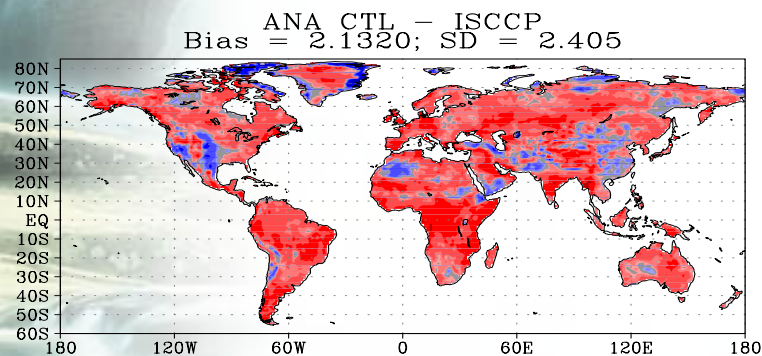 ANA CTL – ISCCP
Bias = 2.1320; SD = 2.405
80N
70N
60N
50N
40N
30N
20N
10N
EQ
10S
20S
30S
40S
50S
60S
180 120W 60W 0 60E 120E 180